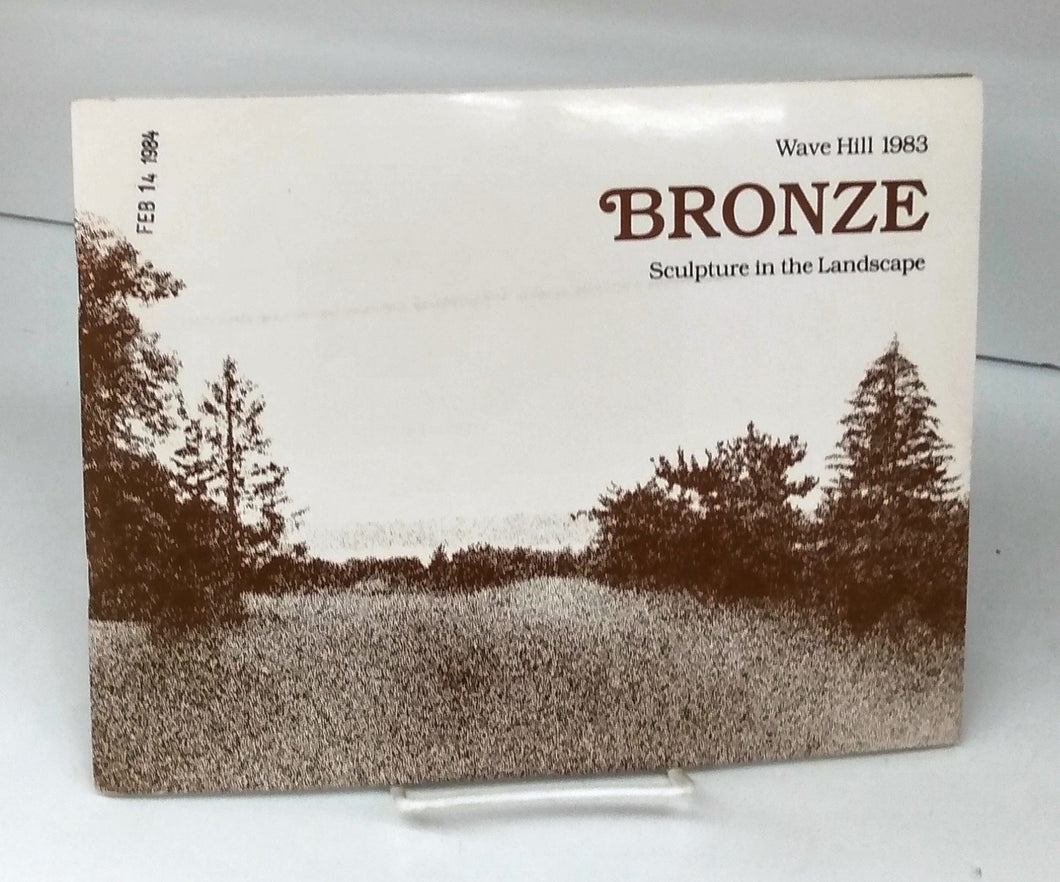 FEB 14 1984
Wave Hill 1983
BRONZE
Sculpture in the Landscape